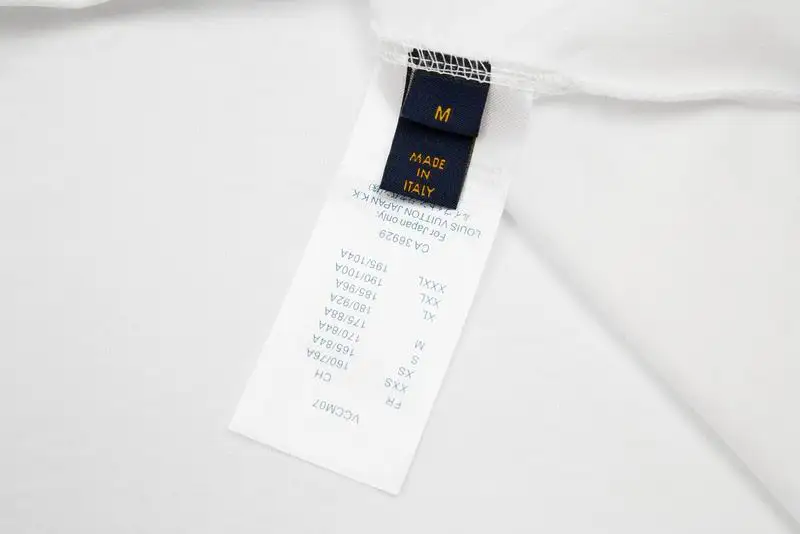 M
MADE
IN
ITALY
VCCM07
FR CH
XXS 160/76A
XS 165/84A
S 170/84A
M 175/88A
180/92A
XL 185/96A
XXL 190/100A
XXXL 195/104A
CA 36929
For Japan only:
LOUIS VUITTON JAPAN K.K.